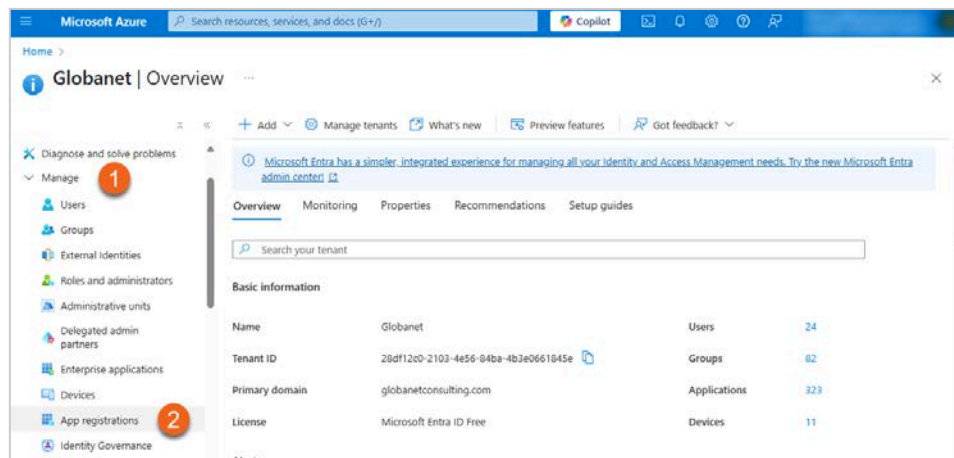 Microsoft Azure
Search resources, services, and docs (G+/)
Copilot
Home >
Globanet | Overview ...
Add
Manage tenants
What's new
Preview features
Got feedback?
Diagnose and solve problems
Manage
1
Users
Groups
External Identities
Roles and administrators
Administrative units
Delegated admin
partners
Enterprise applications
Devices
App registrations
2
Identity Governance
Microsoft Entra has a simpler, integrated experience for managing all your Identity and Access Management needs. Try the new Microsoft Entra
admin center!
Overview Monitoring Properties Recommendations Setup guides
Search your tenant
Basic information
Name Globanet Users 24
Tenant ID 28df12c0-2103-4e56-84ba-4b3e0661845e Groups 82
Primary domain globanetconsulting.com Applications 323
License Microsoft Entra ID Free Devices 11